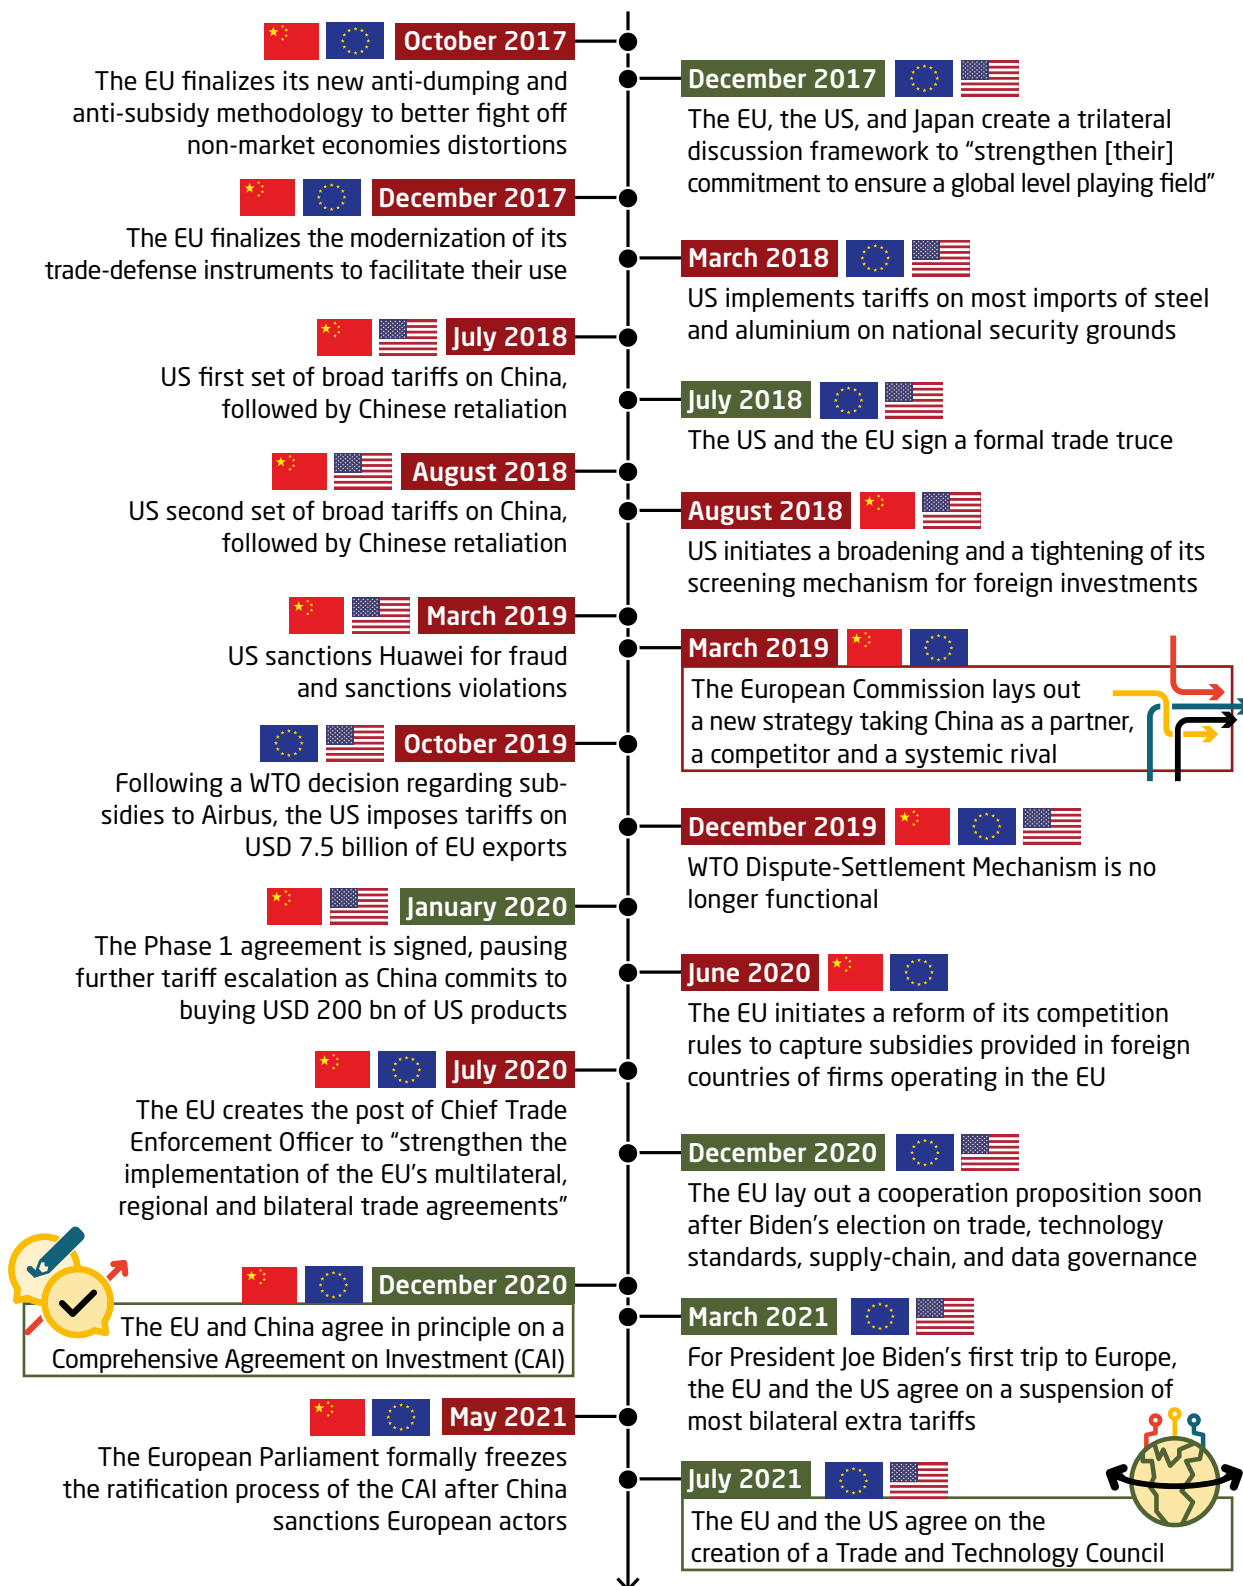 October 2017
The EU finalizes its new anti-dumping and
anti-subsidy methodology to better fight off
non-market economies distortions
December 2017
The EU, the US, and Japan create a trilateral
discussion framework to “strengthen [their]
commitment to ensure a global level playing field”
December 2017
The EU finalizes the modernization of its
trade-defense instruments to facilitate their use
March 2018
US implements tariffs on most imports of steel
and aluminium on national security grounds
July 2018
US first set of broad tariffs on China,
followed by Chinese retaliation
July 2018
The US and the EU sign a formal trade truce
August 2018
US second set of broad tariffs on China,
followed by Chinese retaliation
August 2018
US initiates a broadening and a tightening of its
screening mechanism for foreign investments
March 2019
US sanctions Huawei for fraud
and sanctions violations
March 2019
The European Commission lays out
a new strategy taking China as a partner,
a competitor and a systemic rival
October 2019
Following a WTO decision regarding sub-
sidies to Airbus, the US imposes tariffs on
USD 7.5 billion of EU exports
December 2019
WTO Dispute-Settlement Mechanism is no
longer functional
January 2020
The Phase 1 agreement is signed, pausing
further tariff escalation as China commits to
buying USD 200 bn of US products
June 2020
The EU initiates a reform of its competition
rules to capture subsidies provided in foreign
countries of firms operating in the EU
July 2020
The EU creates the post of Chief Trade
Enforcement Officer to “strengthen the
implementation of the EU’s multilateral,
regional and bilateral trade agreements”
December 2020
The EU lay out a cooperation proposition soon
after Biden’s election on trade, technology
standards, supply-chain, and data governance
December 2020
The EU and China agree in principle on a
Comprehensive Agreement on Investment (CAI)
March 2021
For President Joe Biden’s first trip to Europe,
the EU and the US agree on a suspension of
most bilateral extra tariffs
May 2021
The European Parliament formally freezes
the ratification process of the CAI after China
sanctions European actors
July 2021
The EU and the US agree on the
creation of a Trade and Technology Council